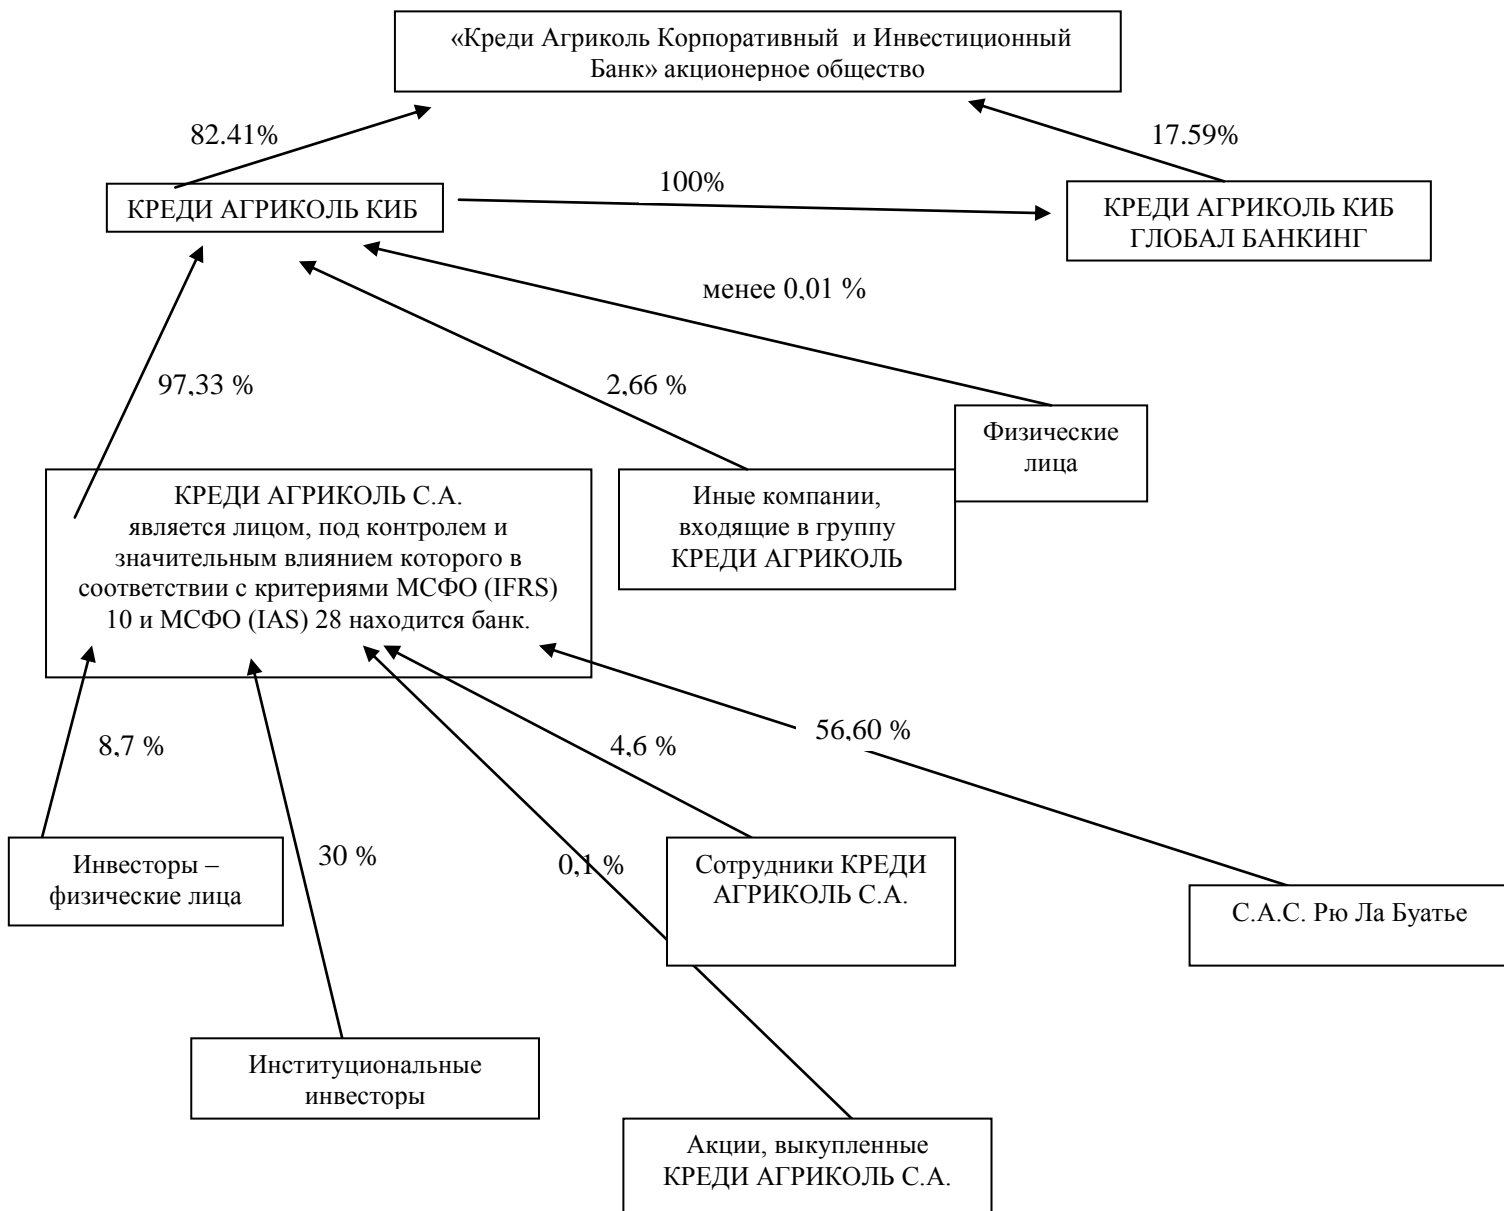 «Креди Агриколь Корпоративный и Инвестиционный
Банк» акционерное общество
82.41%
17.59%
100%
КРЕДИ АГРИКОЛЬ КИБ
КРЕДИ АГРИКОЛЬ КИБ
ГЛОБАЛ БАНКИНГ
менее 0,01 %
97,33 %
2,66 %
Физические
лица
КРЕДИ АГРИКОЛЬ С.А.
является лицом, под контролем и
значительным влиянием которого в
соответствии с критериями МСФО (IFRS)
10 и МСФО (IAS) 28 находится банк.
Иные компании,
входящие в группу
КРЕДИ АГРИКОЛЬ
8,7 %
4,6 %
56,60 %
30 %
0,1 %
Инвесторы –
физические лица
Сотрудники КРЕДИ
АГРИКОЛЬ С.А.
С.А.С. Рю Ла Буатье
Институциональные
инвесторы
Акции, выкупленные
КРЕДИ АГРИКОЛЬ С.А.